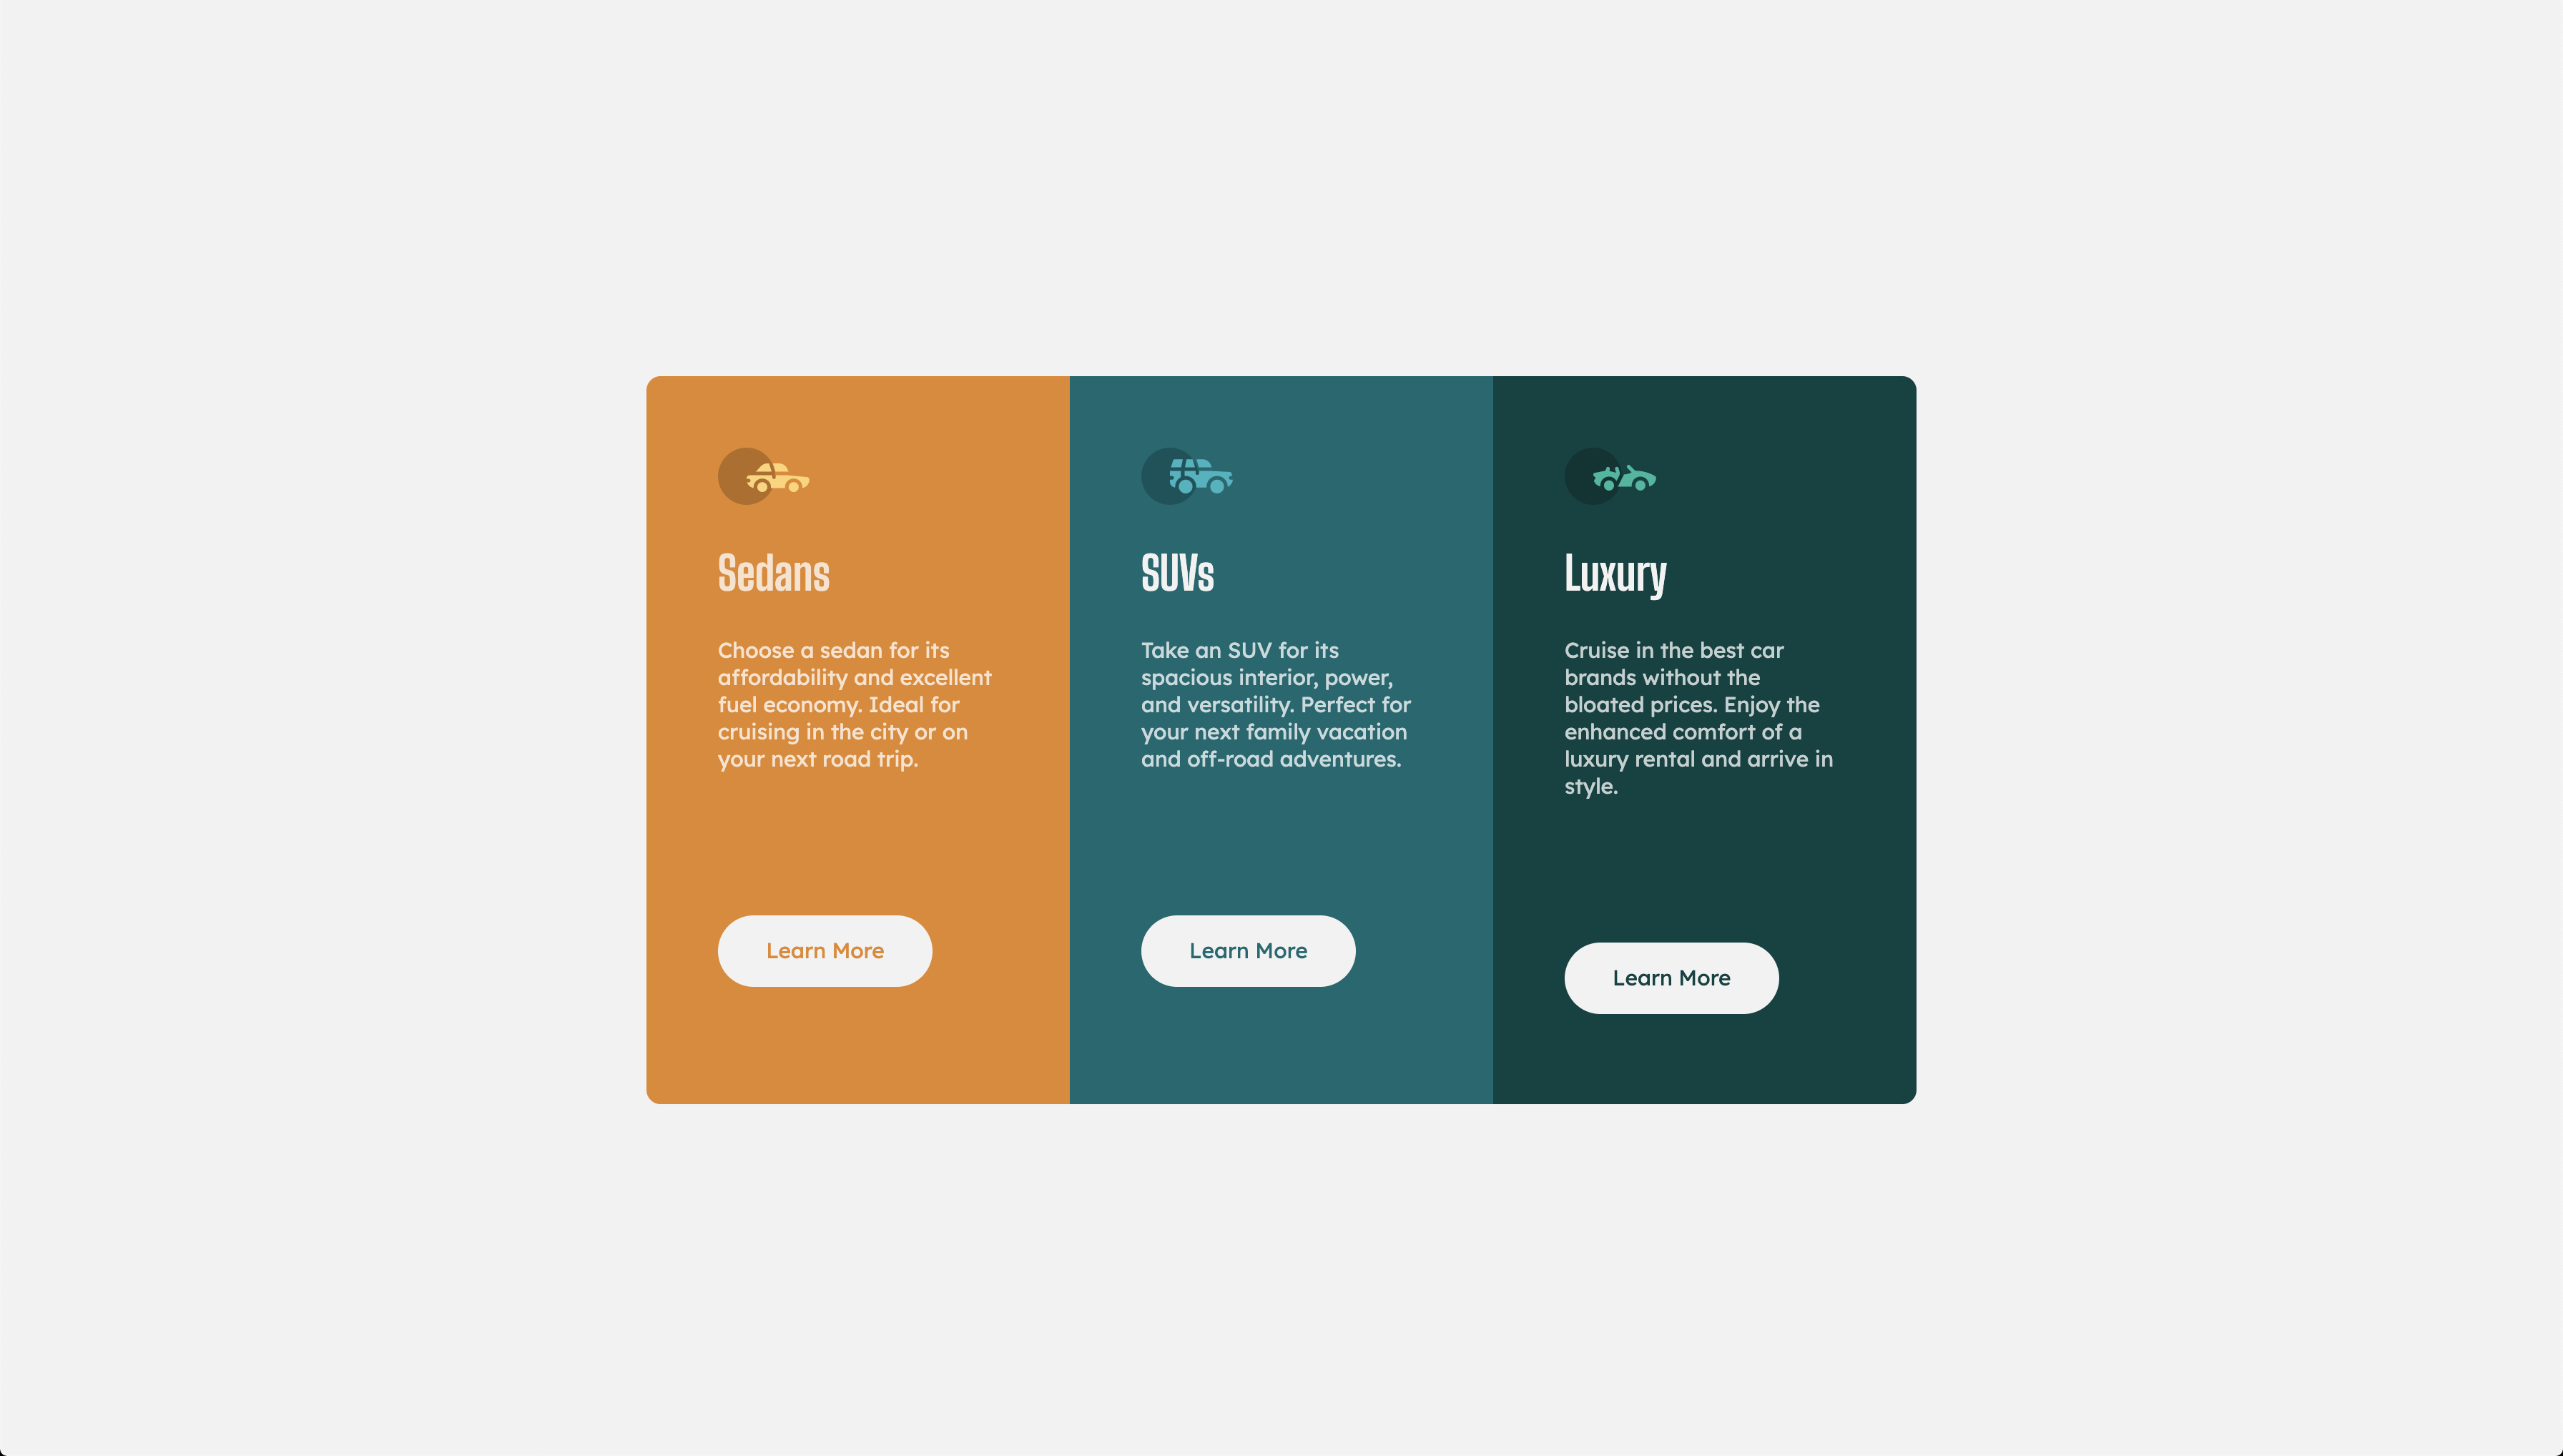 Sedans
Choose a sedan for its
affordability and excellent
fuel economy. Ideal for
cruising in the city or on
your next road trip.
Learn More
SUVs
Take an SUV for its
spacious interior, power,
and versatility. Perfect for
your next family vacation
and off-road adventures.
Learn More
Luxury
Cruise in the best car
brands without the
bloated prices. Enjoy the
enhanced comfort of a
luxury rental and arrive in
style.
Learn More